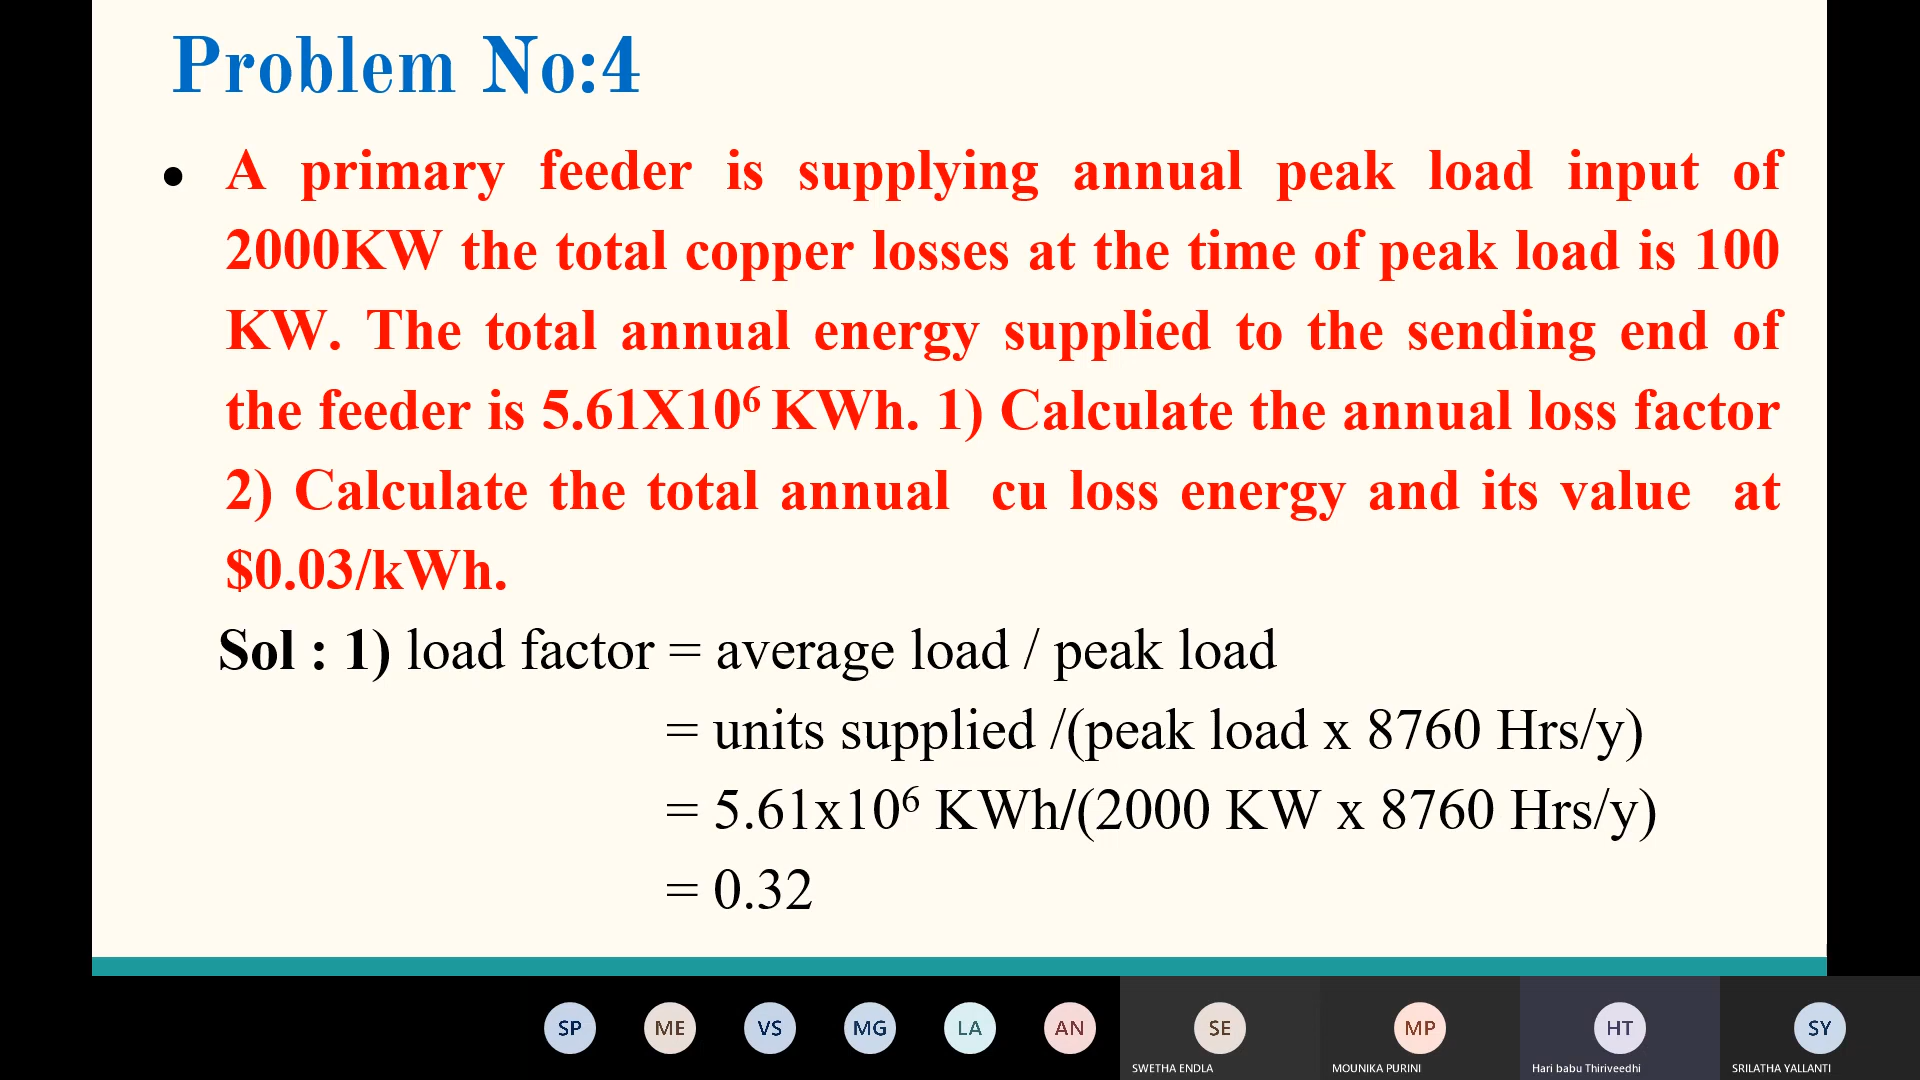 Problem No:4
• A primary feeder is supplying annual peak load input of
2000KW the total copper losses at the time of peak load is 100
KW. The total annual energy supplied to the sending end of
the feeder is 5.61X10⁶ KWh. 1) Calculate the annual loss factor
2) Calculate the total annual cu loss energy and its value at
$0.03/kWh.
Sol : 1) load factor = average load / peak load
= units supplied /(peak load x 8760 Hrs/y)
= 5.61x10⁶ KWh/(2000 KW x 8760 Hrs/y)
= 0.32
SP ME VS MG LA AN SE MP HT SY
SWETHA ENDLA MOUNIKA PURINI Hari babu Thiriveedhi SRILATHA YALLANTI